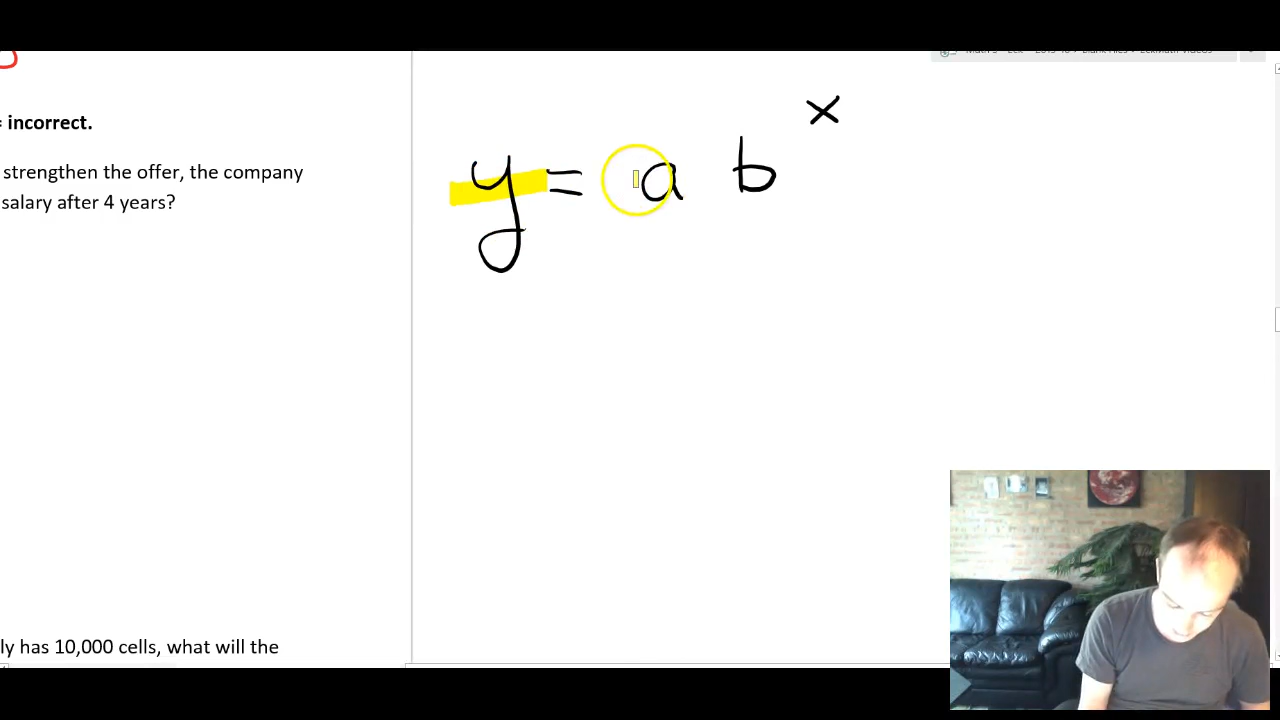 = incorrect.
strengthen the offer, the company
salary after 4 years?
y = a b^x
ly has 10,000 cells, what will the